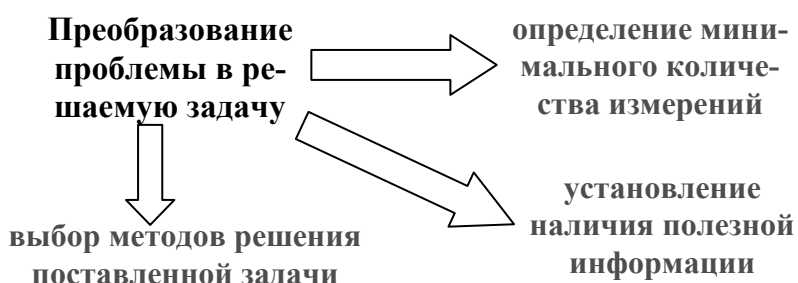 Преобразование
проблемы в ре-
шаемую задачу
определение мини-
мального количе-
ства измерений
установление
наличия полезной
информации
выбор методов решения
поставленной задачи